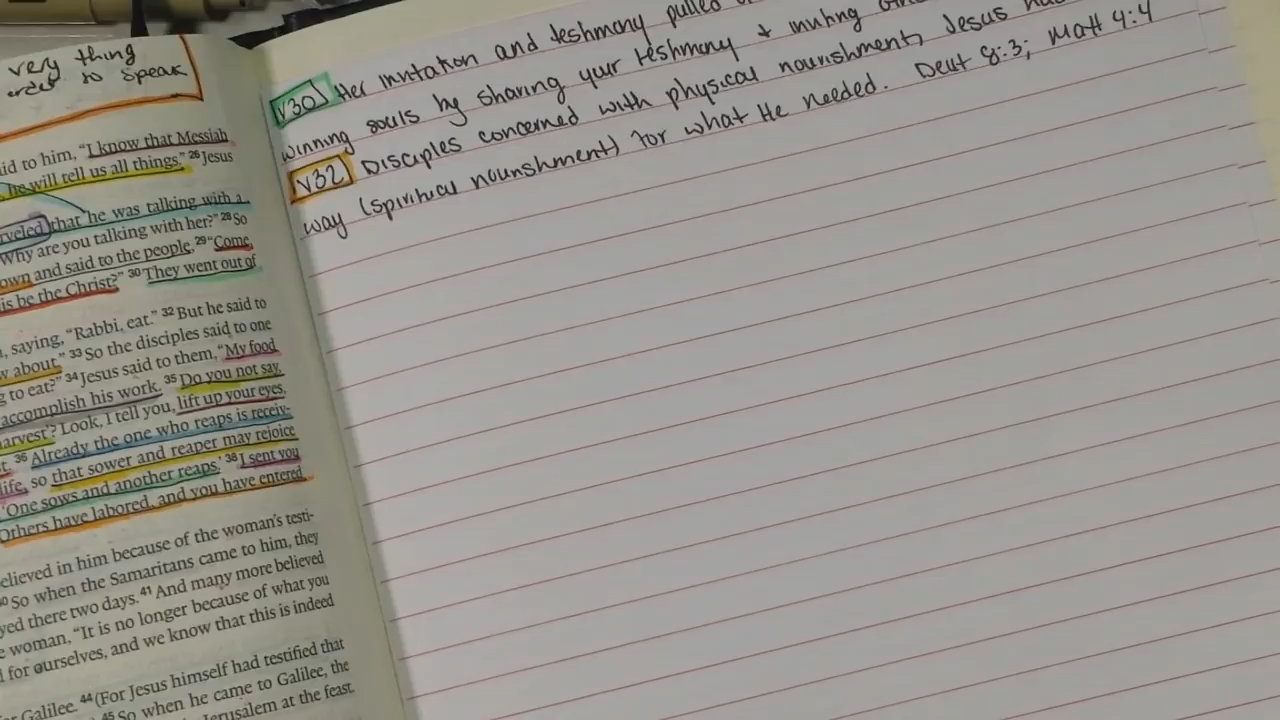 very thing
to speak
aid to him, "I know that Messiah
he will tell us all things." 26 Jesus
rveled that he was talking with a
Why are you talking with her?" 28 So
own and said to the people, 29 "Come,
is be the Christ?" 30 They went out of
, saying, "Rabbi, eat." 32 But he said to
w about." 33 So the disciples said to one
g to eat?" 34 Jesus said to them, "My food
accomplish his work. 35 Do you not say,
arvest'? Look, I tell you, lift up your eyes,
t. 36 Already the one who reaps is receiv-
life, so that sower and reaper may rejoice
'One sows and another reaps.' 38 I sent you
Others have labored, and you have entered
elieved in him because of the woman's testi-
40 So when the Samaritans came to him, they
yed there two days. 41 And many more believed
e woman, "It is no longer because of what you
d for ourselves, and we know that this is indeed
r Galilee. 44 (For Jesus himself had testified that
45 So when he came to Galilee, the
Jerusalem at the feast.
v30) Her invitation and testimony pulled
winning souls by sharing your testimony + inviting
v32) Disciples concerned with physical nourishment, Jesus
way (spiritual nourishment) for what He needed. Deut 8:3; Matt 4:4